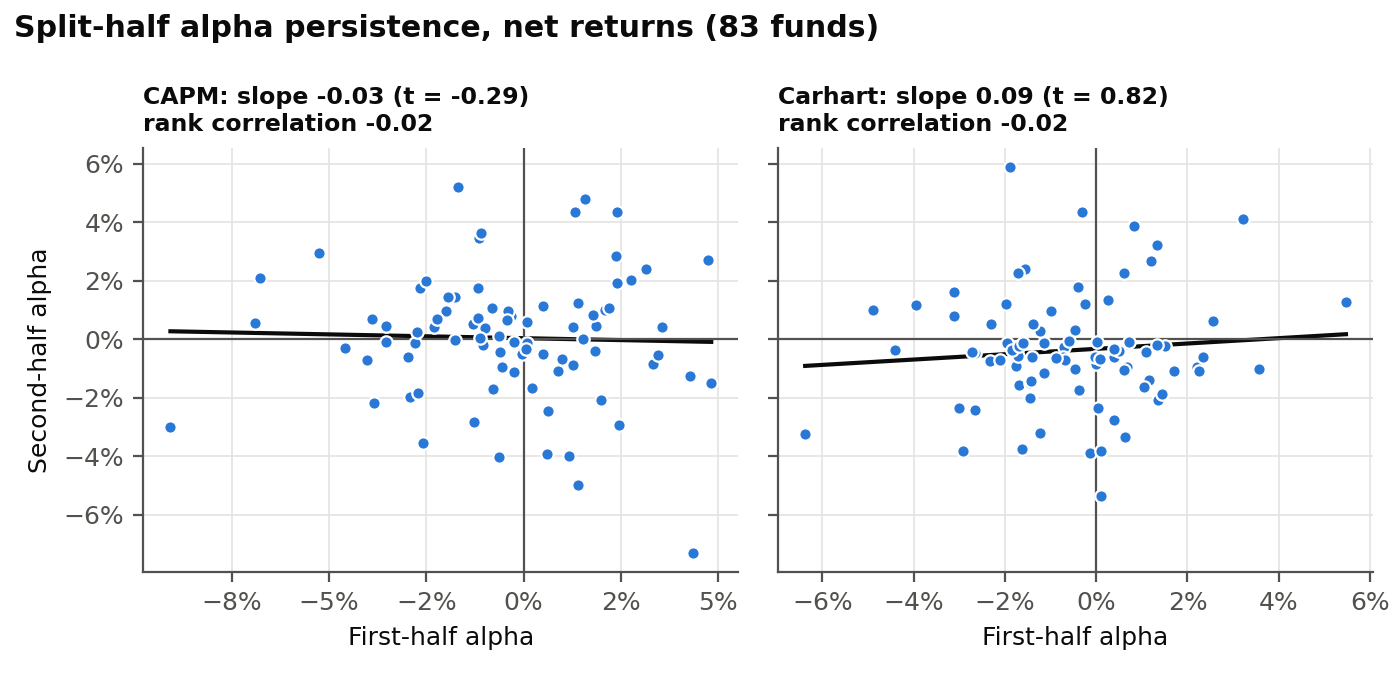 Split-half alpha persistence, net returns (83 funds)
CAPM: slope -0.03 (t = -0.29)
rank correlation -0.02
Carhart: slope 0.09 (t = 0.82)
rank correlation -0.02
6%
4%
2%
0%
−2%
−4%
−6%
Second-half alpha
−8%
−5%
−2%
0%
2%
5%
−6%
−4%
−2%
0%
2%
4%
6%
First-half alpha
First-half alpha